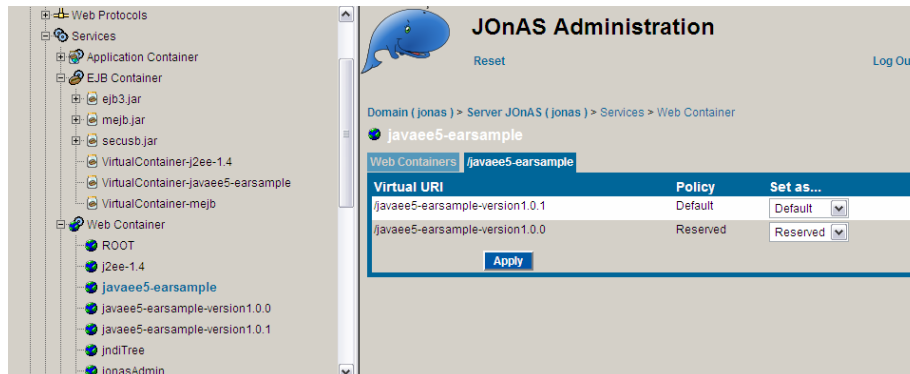 Web Protocols
Services
Application Container
EJB Container
ejb3.jar
mejb.jar
secusb.jar
VirtualContainer-j2ee-1.4
VirtualContainer-javaee5-earsample
VirtualContainer-mejb
Web Container
ROOT
j2ee-1.4
javaee5-earsample
javaee5-earsample-version1.0.0
javaee5-earsample-version1.0.1
jndiTree
jonasAdmin
JOnAS Administration
Reset
Log Ou
Domain ( jonas ) > Server JOnAS ( jonas ) > Services > Web Container
javaee5-earsample
Web Containers /javaee5-earsample
Virtual URI Policy Set as...
/javaee5-earsample-version1.0.1 Default Default
/javaee5-earsample-version1.0.0 Reserved Reserved
Apply